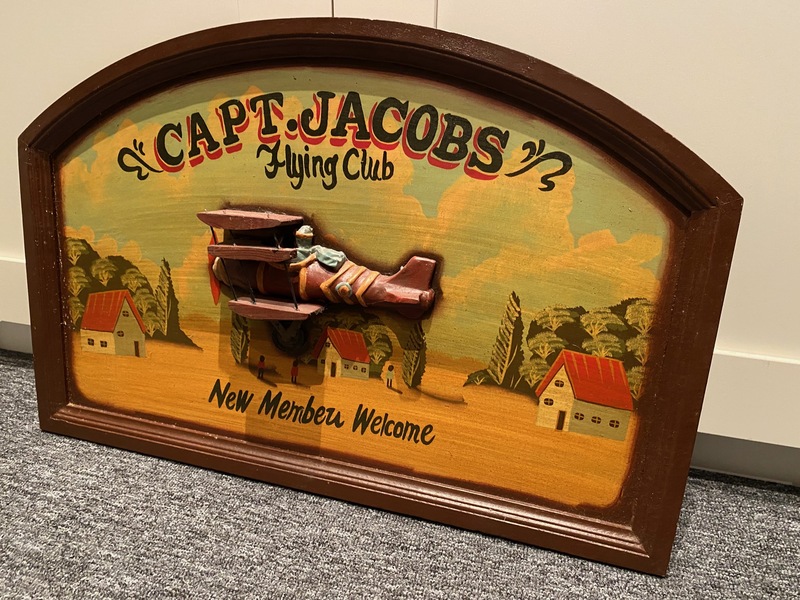 CAPT. JACOBS
Flying Club
New Members Welcome